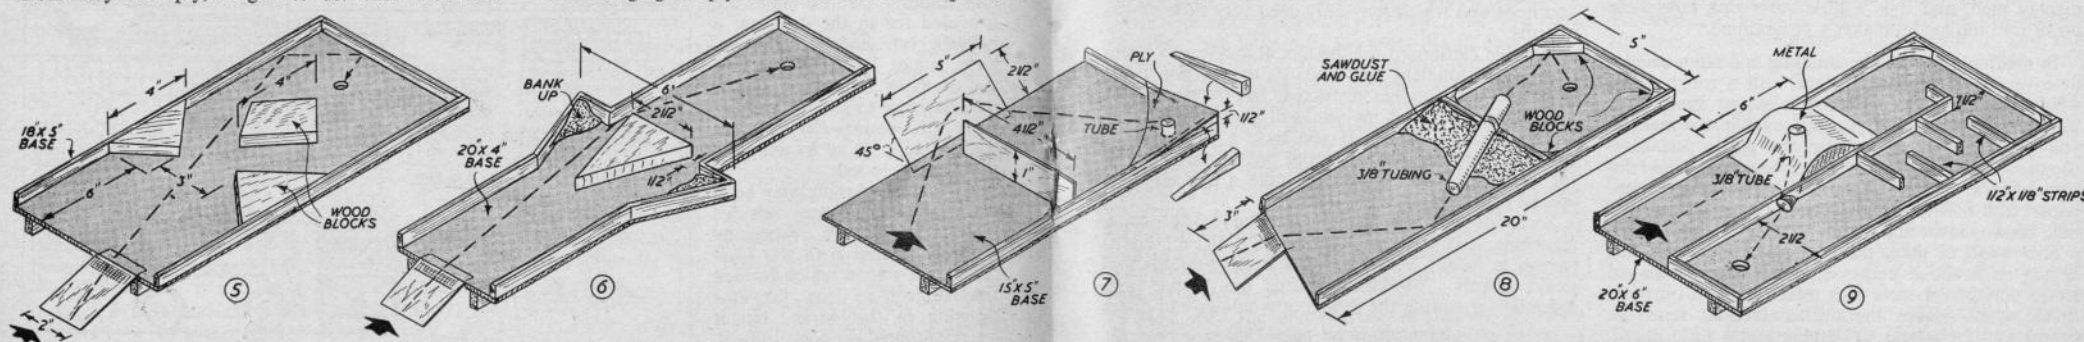 4"
4"
18"X 5"
BASE
6"
3"
WOOD
BLOCKS
2"
5
BANK
UP
6"
2 1/2"
20"X 4"
BASE
1/2"
6
5"
2 1/2"
PLY
1/2"
TUBE
4 1/2"
45°
1"
15"X 5"
BASE
7
5"
SAWDUST
AND GLUE
WOOD
BLOCKS
3/8" TUBING
3"
20"
8
METAL
6"
1 1/2"
3/8" TUBE
1/2 X 1/8" STRIPS
2 1/2
20"X 6"
BASE
9